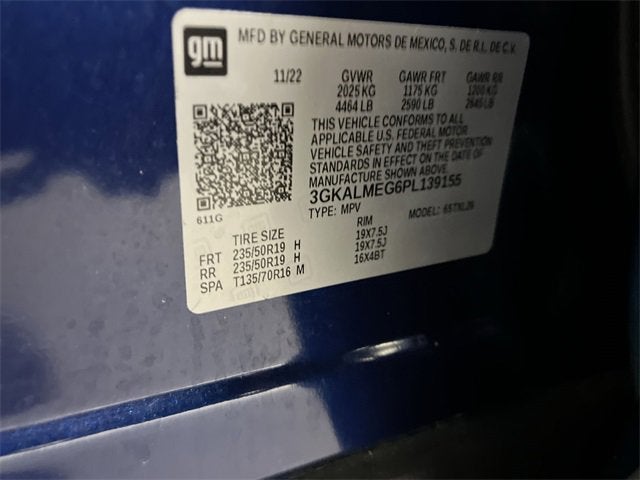 gm
MFD BY GENERAL MOTORS DE MEXICO, S. DE R.L. DE C.V.
11/22 GVWR GAWR FRT GAWR RR
2025 KG 1175 KG 1200 KG
4464 LB 2590 LB 2645 LB
THIS VEHICLE CONFORMS TO ALL
APPLICABLE U.S. FEDERAL MOTOR
VEHICLE SAFETY AND THEFT PREVENTION
STANDARDS IN EFFECT ON THE DATE OF
MANUFACTURE SHOWN ABOVE.
3GKALMEG6PL139155
611G TYPE: MPV MODEL: 6STXL26
TIRE SIZE RIM
FRT 235/50R19 H 19X7.5J
RR 235/50R19 H 19X7.5J
SPA T135/70R16 M 16X4BT